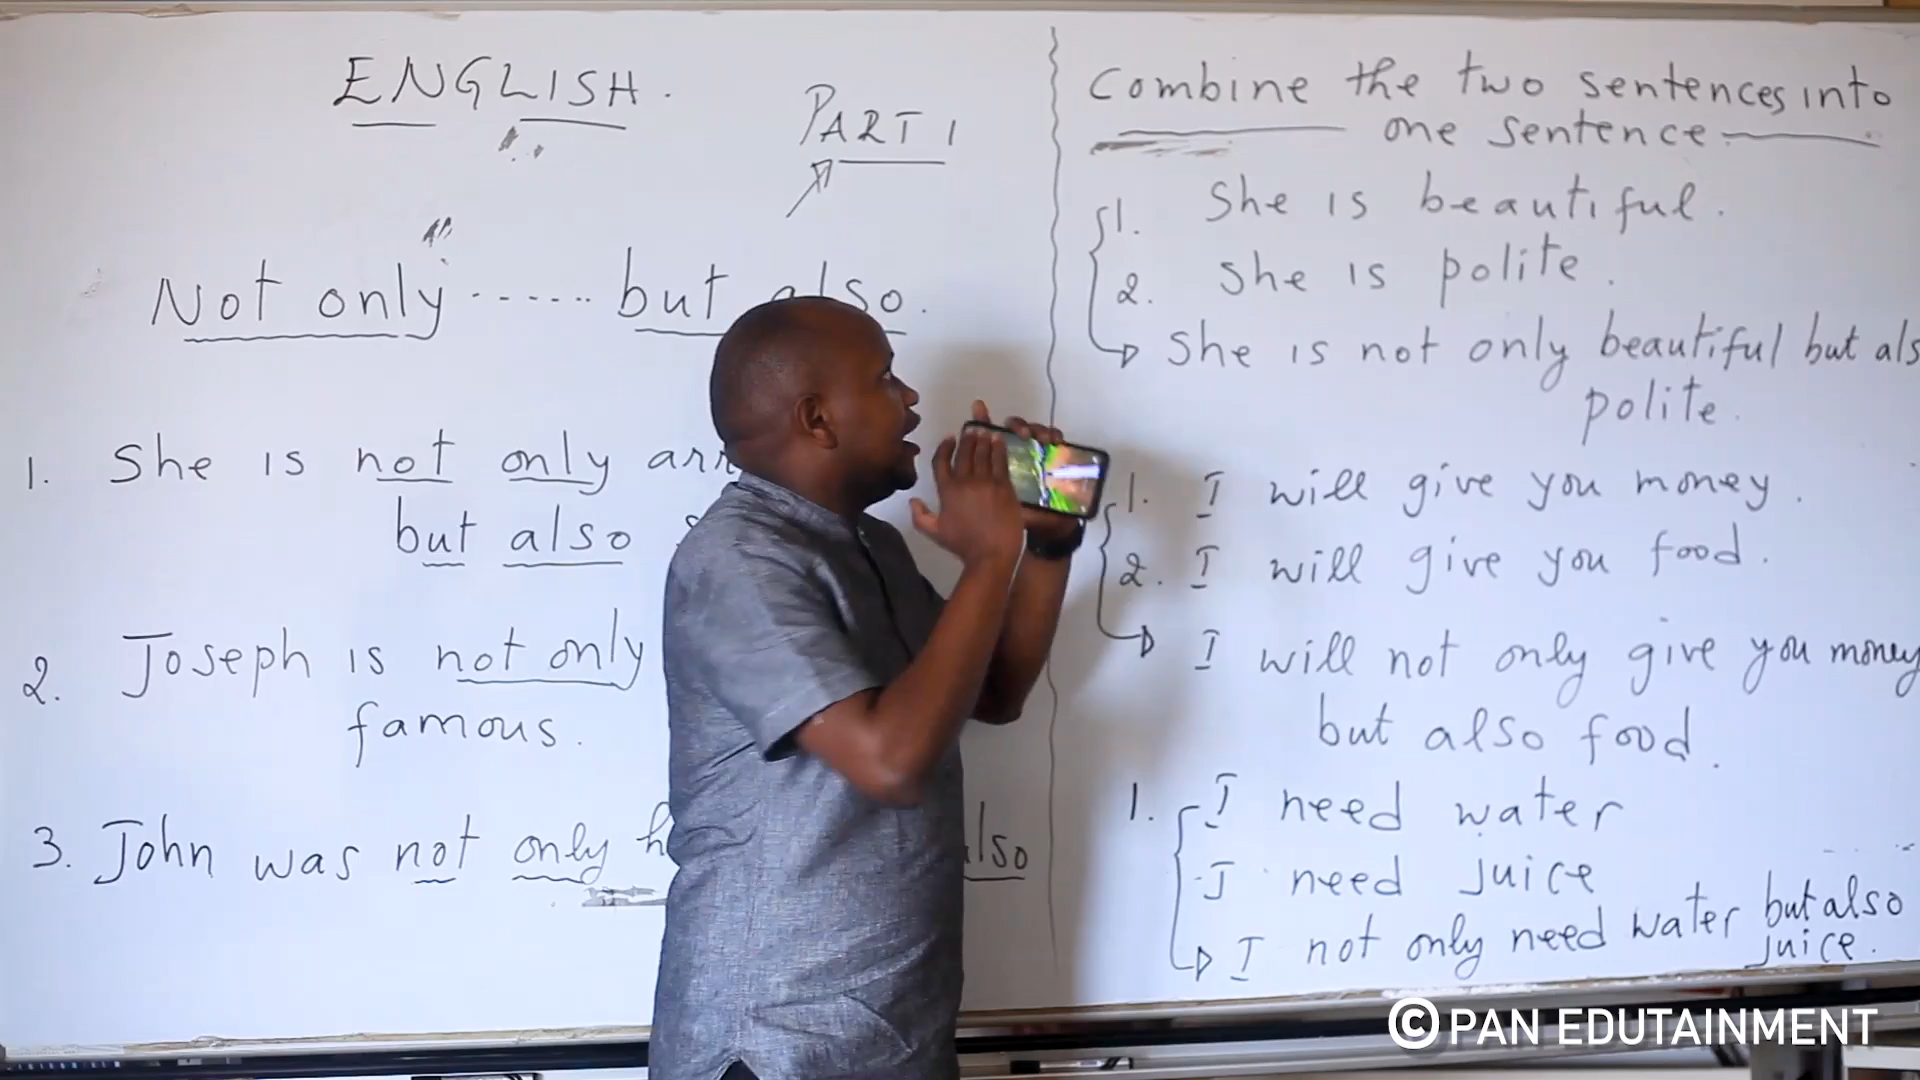 ENGLISH.
PART 1
Not only ...... but also.
1. She is not only
but also
2. Joseph is not only
famous.
3. John was not only
Combine the two sentences into
one sentence
1. She is beautiful.
2. She is polite.
She is not only beautiful but
polite.
1. I will give you money.
2. I will give you food.
I will not only give you money
but also food.
1. I need water
I need juice
I not only need water but also
juice.
© PAN EDUTAINMENT